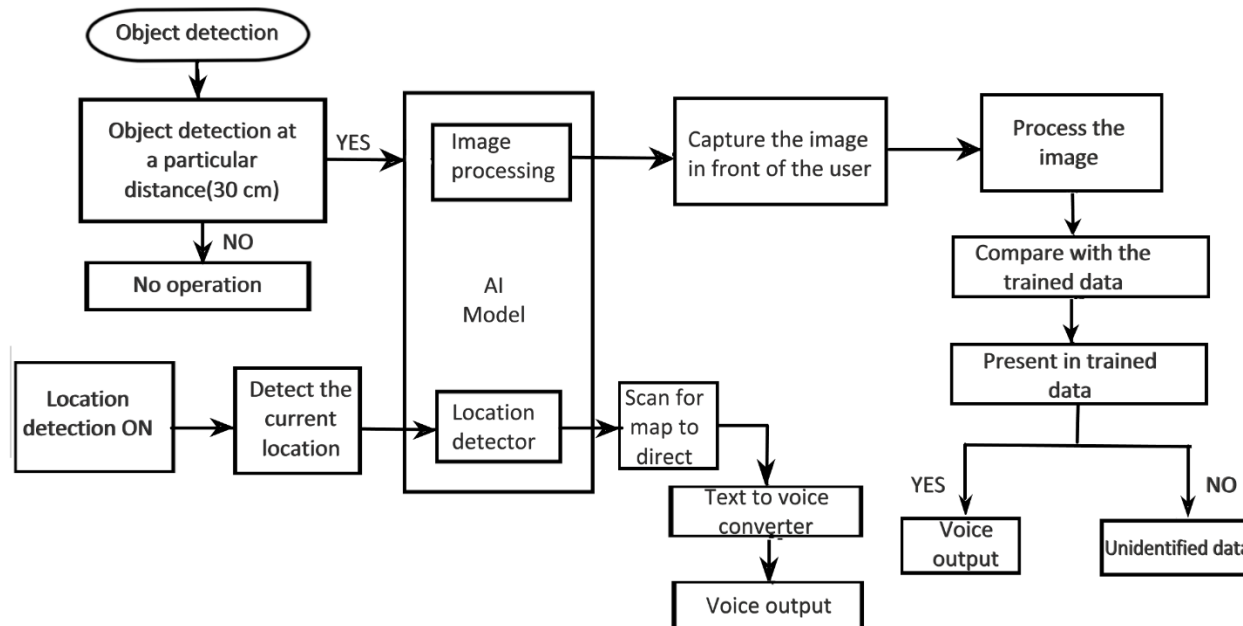 Object detection
Object detection at
a particular
distance(30 cm)
YES
NO
No operation
Image
processing
AI
Model
Capture the image
in front of the user
Process the
image
Compare with the
trained data
Present in trained
data
YES
NO
Voice
output
Unidentified data
Location
detection ON
Detect the
current
location
Location
detector
Scan for
map to
direct
Text to voice
converter
Voice output